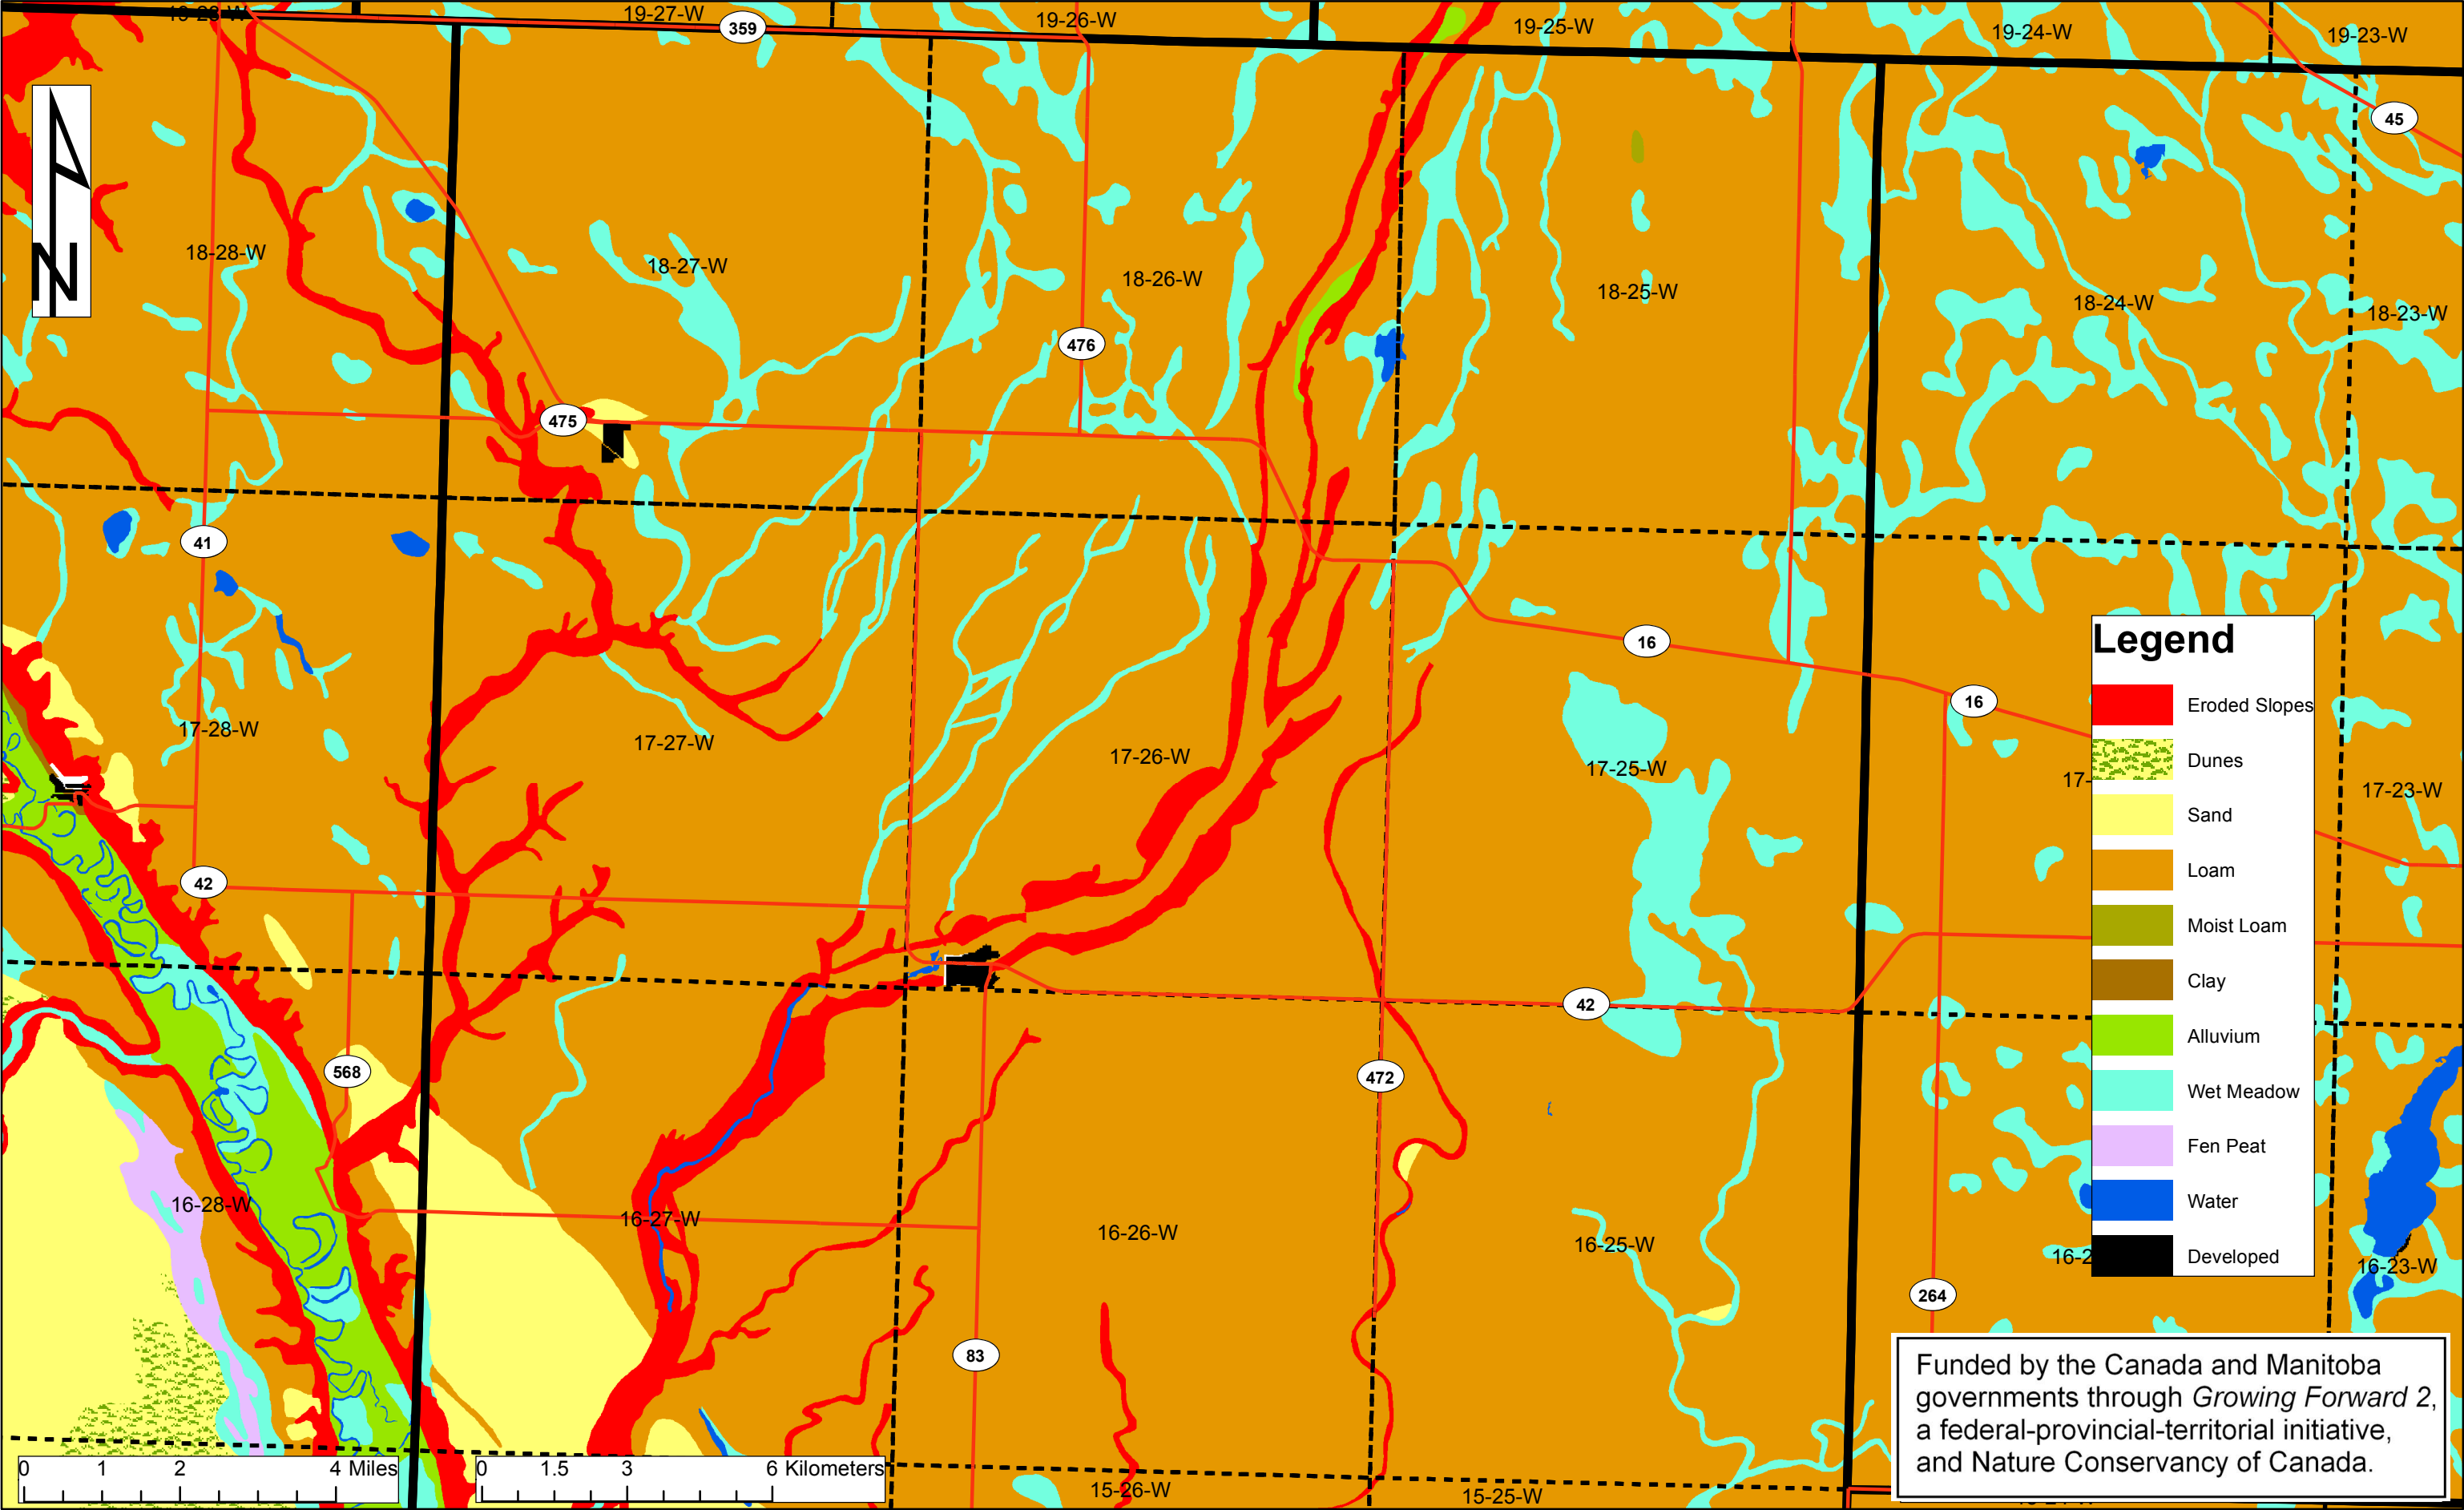 19-28-W
19-27-W
359
19-26-W
19-25-W
19-24-W
19-23-W
45
N
18-28-W
18-27-W
18-26-W
18-25-W
18-24-W
18-23-W
476
475
41
16
16
17-28-W
17-27-W
17-26-W
17-25-W
17-
17-23-W
42
42
568
472
16-28-W
16-27-W
16-26-W
16-25-W
16-2
16-23-W
264
83
15-26-W
15-25-W
Legend
Eroded Slopes
Dunes
Sand
Loam
Moist Loam
Clay
Alluvium
Wet Meadow
Fen Peat
Water
Developed
Funded by the Canada and Manitoba
governments through Growing Forward 2,
a federal-provincial-territorial initiative,
and Nature Conservancy of Canada.
0 1 2 4 Miles
0 1.5 3 6 Kilometers